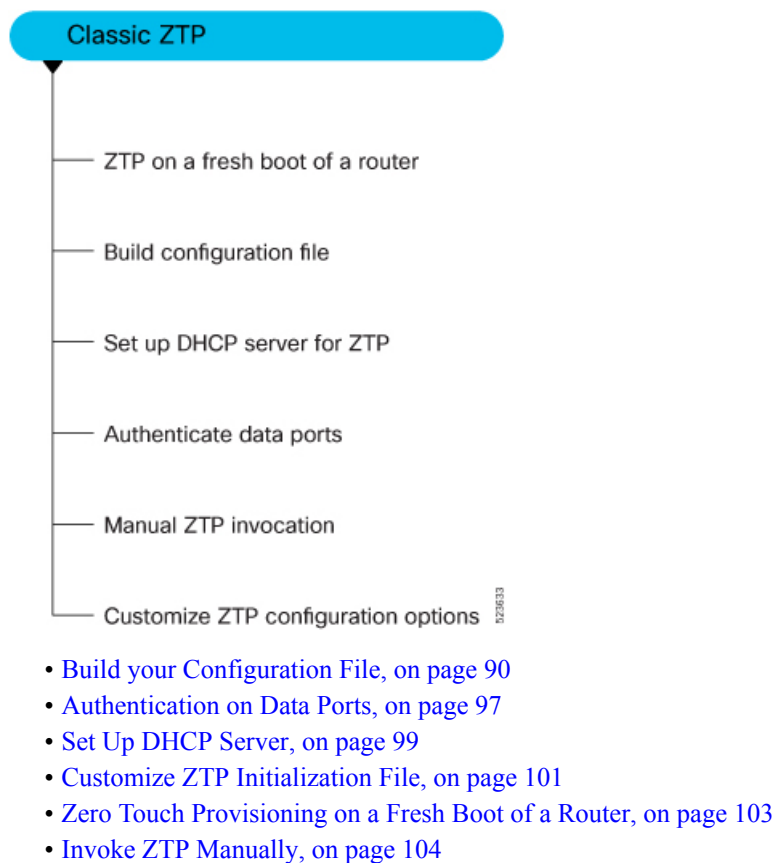 Classic ZTP
ZTP on a fresh boot of a router
Build configuration file
Set up DHCP server for ZTP
Authenticate data ports
Manual ZTP invocation
Customize ZTP configuration options
523633
• Build your Configuration File, on page 90
• Authentication on Data Ports, on page 97
• Set Up DHCP Server, on page 99
• Customize ZTP Initialization File, on page 101
• Zero Touch Provisioning on a Fresh Boot of a Router, on page 103
• Invoke ZTP Manually, on page 104